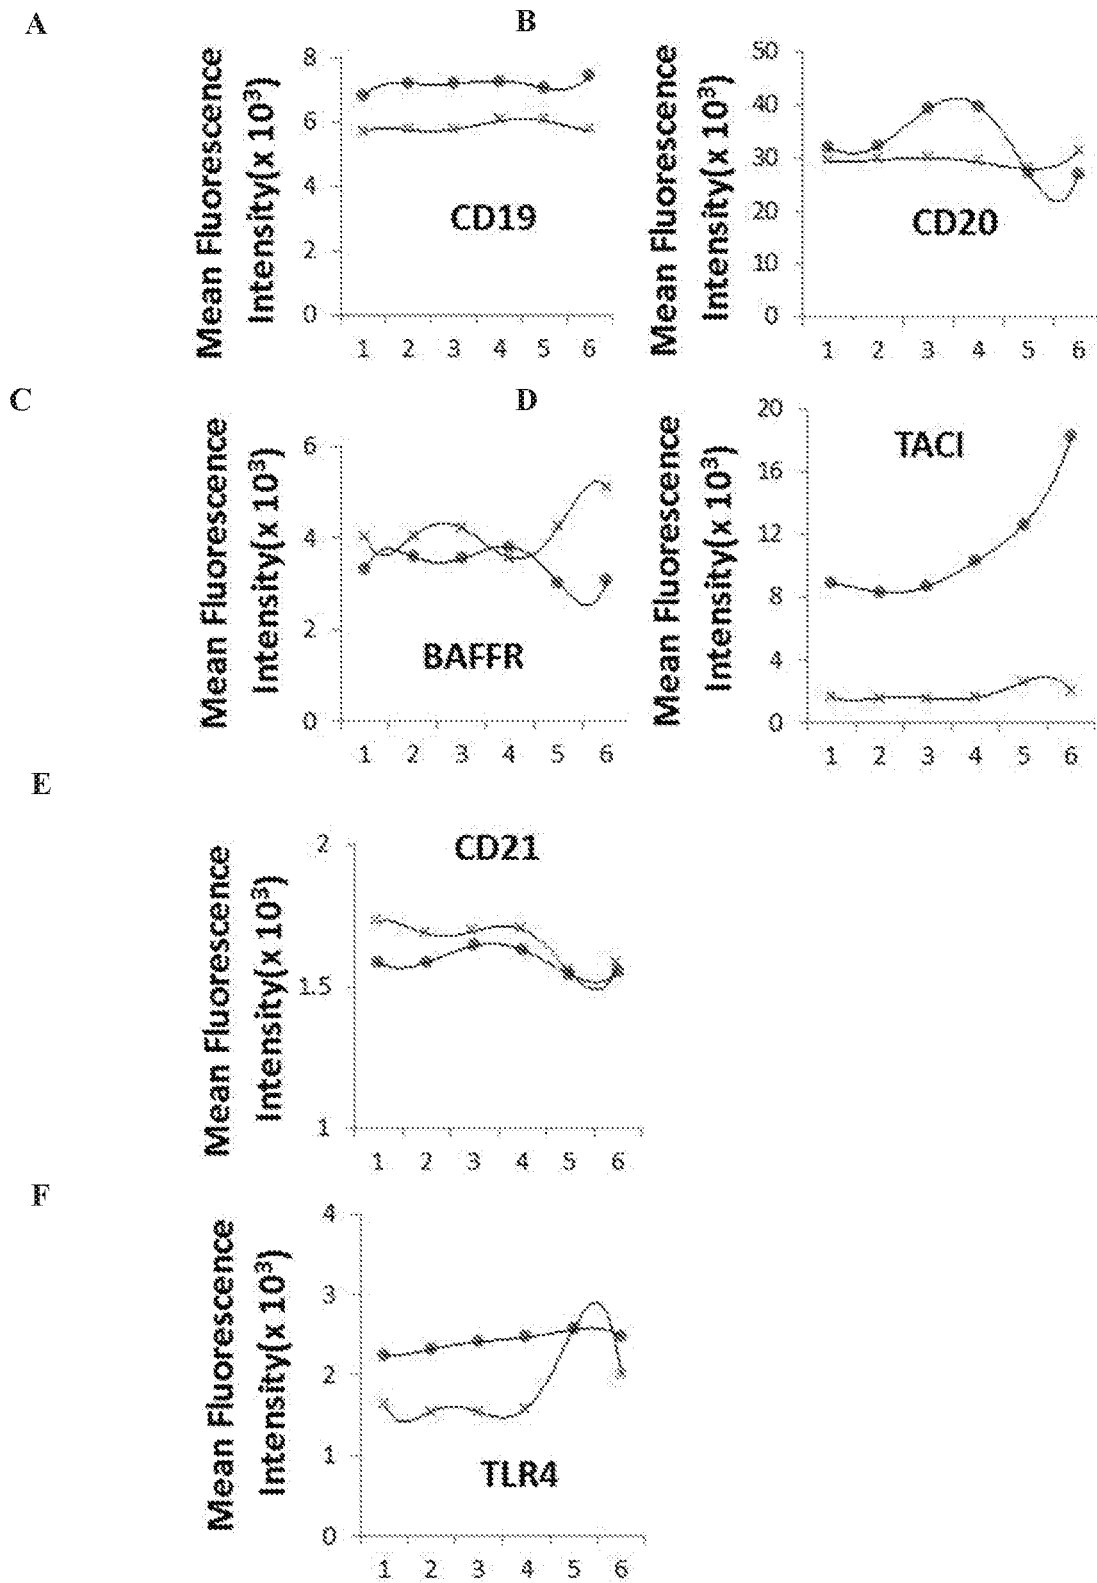 A
Mean Fluorescence
Intensity(x 10³)
8
6
4
2
0
CD19
1 2 3 4 5 6
B
Mean Fluorescence
Intensity(x 10³)
50
40
30
20
10
0
CD20
1 2 3 4 5 6
C
Mean Fluorescence
Intensity(x 10³)
6
4
2
0
BAFFR
1 2 3 4 5 6
D
Mean Fluorescence
Intensity(x 10³)
20
16
12
8
4
0
TACI
1 2 3 4 5 6
E
Mean Fluorescence
Intensity(x 10³)
2
1.5
1
CD21
1 2 3 4 5 6
F
Mean Fluorescence
Intensity(x 10³)
4
3
2
1
0
TLR4
1 2 3 4 5 6